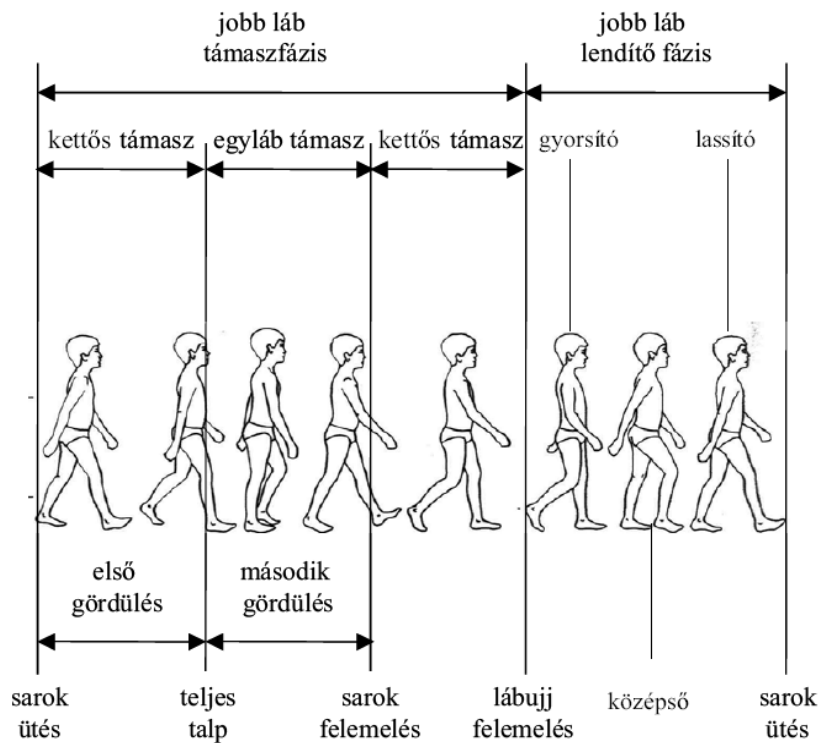 jobb láb
támaszfázis
jobb láb
lendítő fázis
kettős támasz
egyláb támasz
kettős támasz
gyorsító
lassító
első
gördülés
második
gördülés
sarok
ütés
teljes
talp
sarok
felemelés
lábujj
felemelés
középső
sarok
ütés